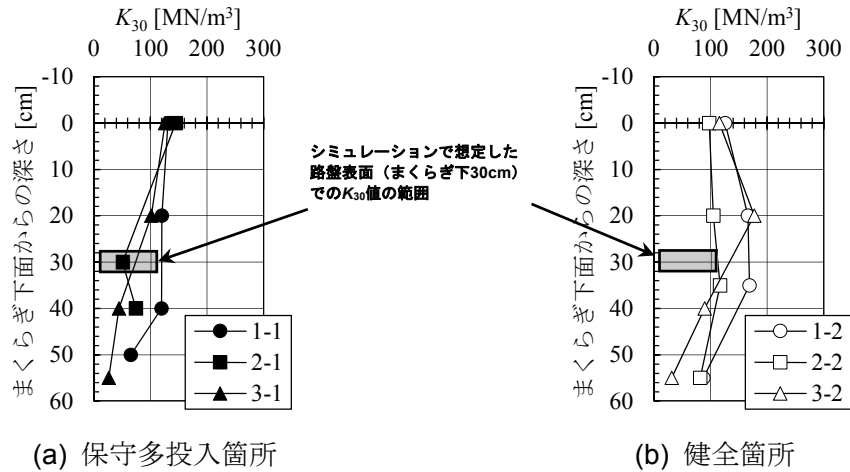 K30 [MN/m³]
0 100 200 300
-10
0
10
20
30
40
50
60
まくらぎ下面からの深さ [cm]
1-1
2-1
3-1
(a) 保守多投入箇所
シミュレーションで想定した
路盤表面（まくらぎ下30cm）
でのK30値の範囲
K30 [MN/m³]
0 100 200 300
-10
0
10
20
30
40
50
60
まくらぎ下面からの深さ [cm]
1-2
2-2
3-2
(b) 健全箇所